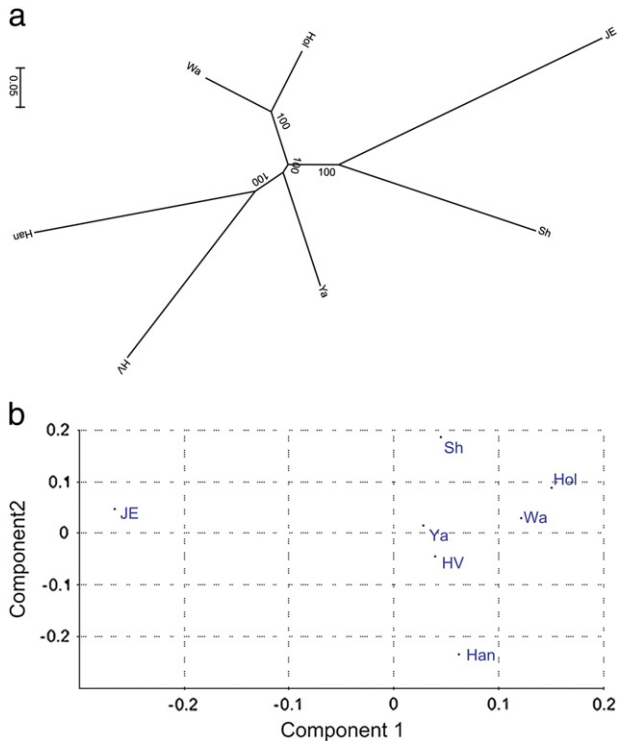 a
0.05
Wa
Hol
JE
100
100
100
100
Han
HV
Ya
Sh
b
Component2
0.2
0.1
0
-0.1
-0.2
JE
Sh
Hol
Wa
Ya
HV
Han
-0.2
-0.1
0
0.1
0.2
Component 1